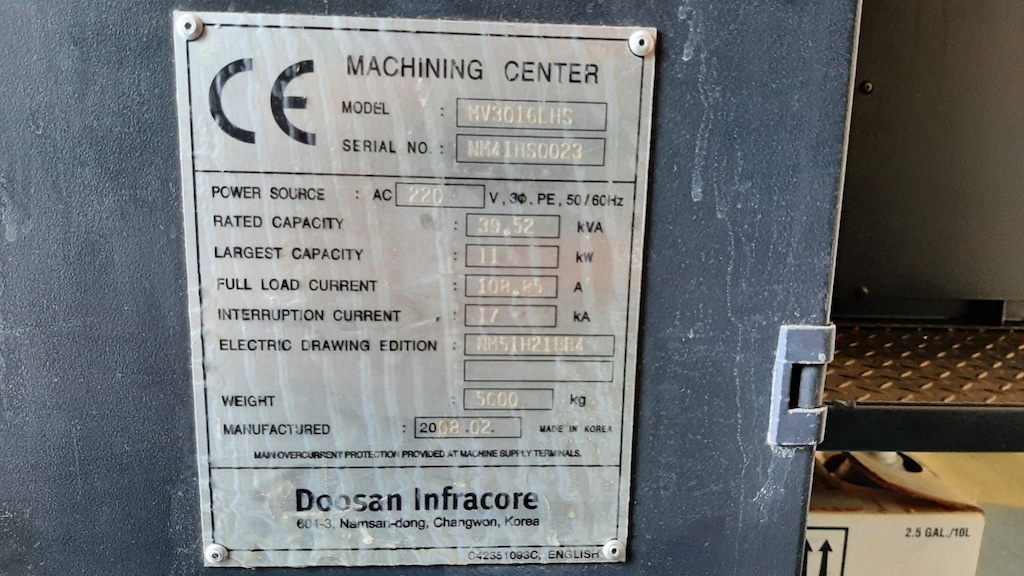 CE
MACHINING CENTER
MODEL : MV3016LHS
SERIAL NO. : NM41HS0023
POWER SOURCE : AC 220 V, 3Φ. PE, 50/60Hz
RATED CAPACITY : 38.52 kVA
LARGEST CAPACITY : 11 kW
FULL LOAD CURRENT : A
INTERRUPTION CURRENT : 17 kA
ELECTRIC DRAWING EDITION :
WEIGHT : 5000 kg
MANUFACTURED : 2008.02. MADE IN KOREA
MAIN OVERCURRENT PROTECTION PROVIDED AT MACHINE SUPPLY TERMINALS.
Doosan Infracore
601-3, Namsan-dong, Changwon, Korea
C42351093C, ENGLISH
2.5 GAL./10L